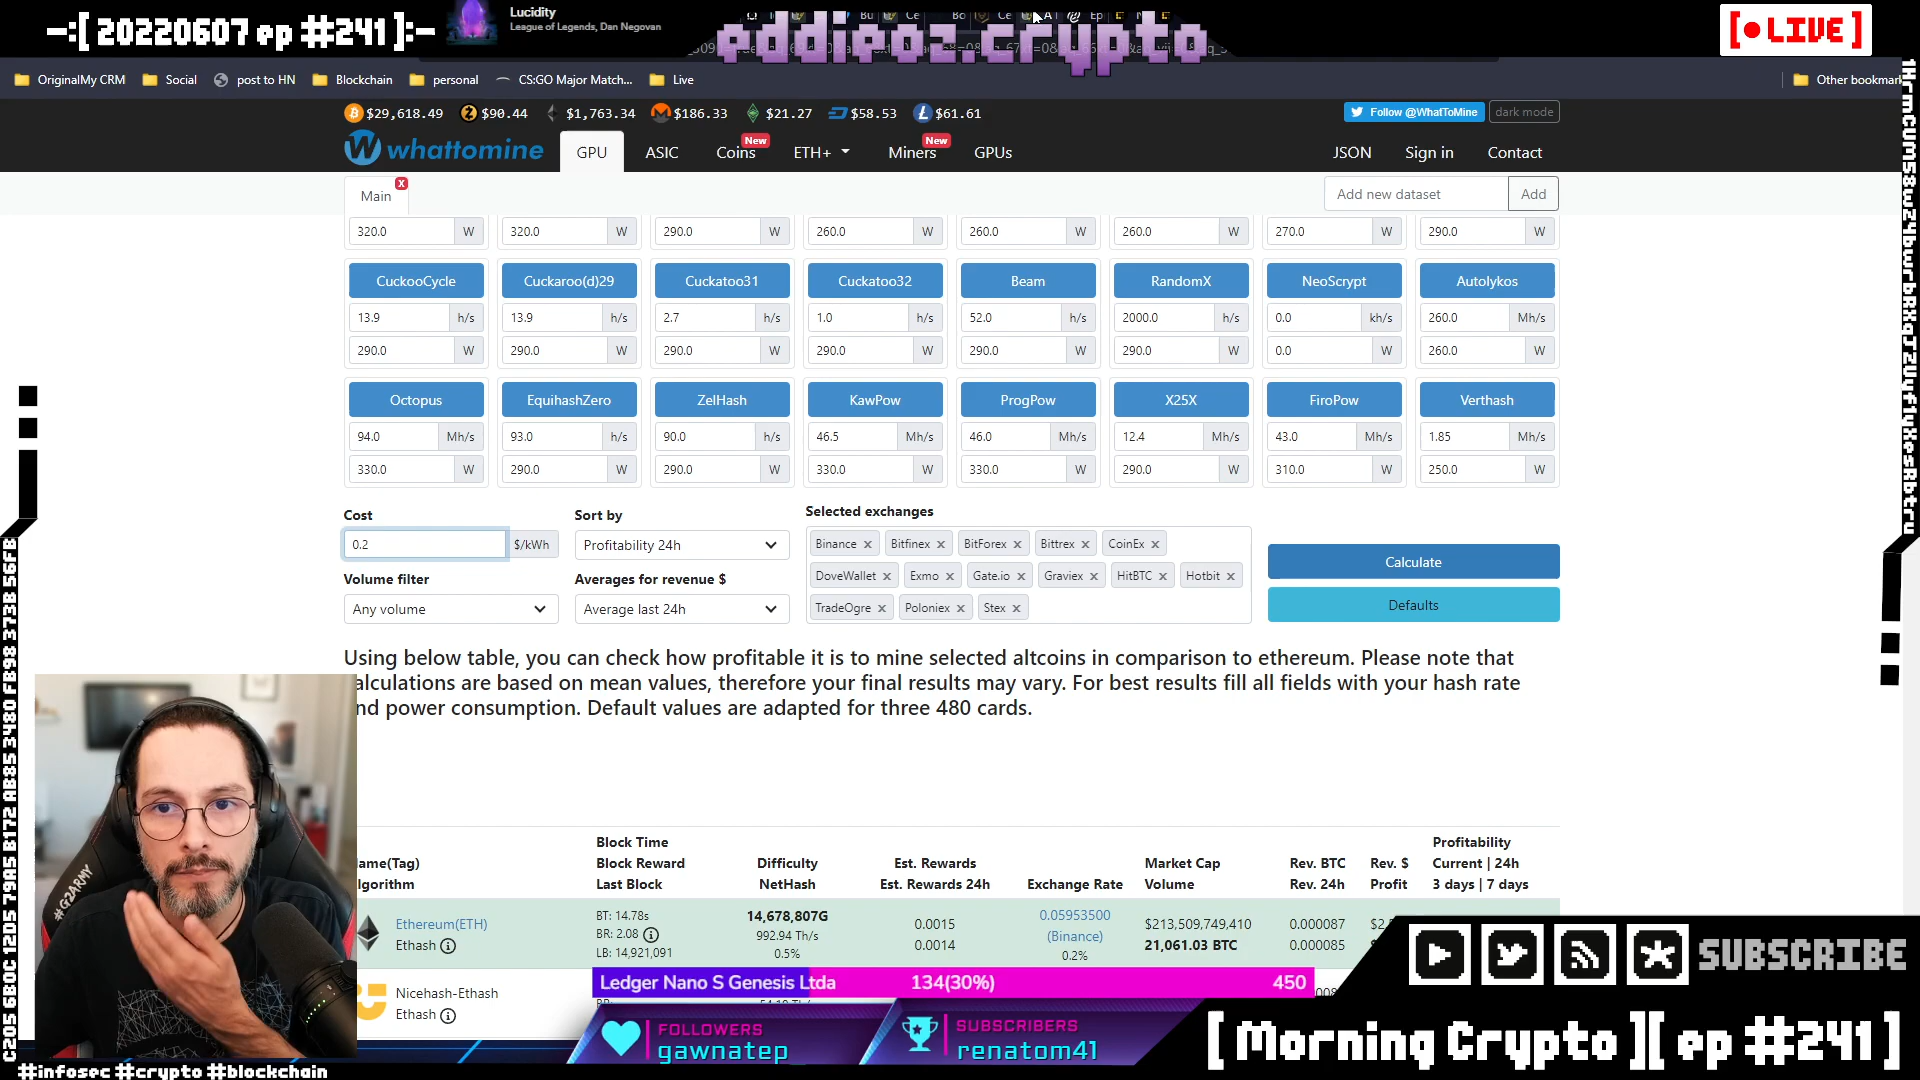 -:[ 20220607 ep #241 ]:-
Lucidity
League of Legends, Dan Negovan
eddieoz.crypto
[• LIVE ]
OriginalMy CRM
Social
post to HN
Blockchain
personal
CS:GO Major Match...
Live
Other bookmark
$29,618.49
$90.44
$1,763.34
$186.33
$21.27
$58.53
$61.61
Follow @WhatToMine
dark mode
whattomine
GPU
ASIC
Coins
New
ETH+
Miners
New
GPUs
JSON
Sign in
Contact
Main
x
Add new dataset
Add
320.0 W
320.0 W
290.0 W
260.0 W
260.0 W
260.0 W
270.0 W
290.0 W
CuckooCycle
Cuckaroo(d)29
Cuckatoo31
Cuckatoo32
Beam
RandomX
NeoScrypt
Autolykos
13.9 h/s
13.9 h/s
2.7 h/s
1.0 h/s
52.0 h/s
2000.0 h/s
0.0 kh/s
260.0 Mh/s
290.0 W
290.0 W
290.0 W
290.0 W
290.0 W
290.0 W
0.0 W
260.0 W
Octopus
EquihashZero
ZelHash
KawPow
ProgPow
X25X
FiroPow
Verthash
94.0 Mh/s
93.0 h/s
90.0 h/s
46.5 Mh/s
46.0 Mh/s
12.4 Mh/s
43.0 Mh/s
1.85 Mh/s
330.0 W
290.0 W
290.0 W
330.0 W
330.0 W
290.0 W
310.0 W
250.0 W
Cost
0.2 $/kWh
Sort by
Profitability 24h
Selected exchanges
Binance x
Bitfinex x
BitForex x
Bittrex x
CoinEx x
DoveWallet x
Exmo x
Gate.io x
Graviex x
HitBTC x
Hotbit x
TradeOgre x
Poloniex x
Stex x
Calculate
Defaults
Volume filter
Any volume
Averages for revenue $
Average last 24h
Using below table, you can check how profitable it is to mine selected altcoins in comparison to ethereum. Please note that
alculations are based on mean values, therefore your final results may vary. For best results fill all fields with your hash rate
nd power consumption. Default values are adapted for three 480 cards.
ame(Tag)
lgorithm
Block Time
Block Reward
Last Block
Difficulty
NetHash
Est. Rewards
Est. Rewards 24h
Exchange Rate
Market Cap
Volume
Rev. BTC
Rev. 24h
Rev. $
Profit
Profitability
Current | 24h
3 days | 7 days
Ethereum(ETH)
Ethash
BT: 14.78s
BR: 2.08
LB: 14,921,091
14,678,807G
992.94 Th/s
0.5%
0.0015
0.0014
0.05953500
(Binance)
0.2%
$213,509,749,410
21,061.03 BTC
0.000087
0.000085
Nicehash-Ethash
Ethash
#G2ARMY
Ledger Nano S Genesis Ltda
134(30%)
450
FOLLOWERS
gawnatep
SUBSCRIBERS
renatom41
SUBSCRIBE
[ Morning Crypto ][ ep #241 ]
#infosec #crypto #blockchain
C205 6B0C 12D5 79A5 B172 AB85 3480 FB98 373B 56FB